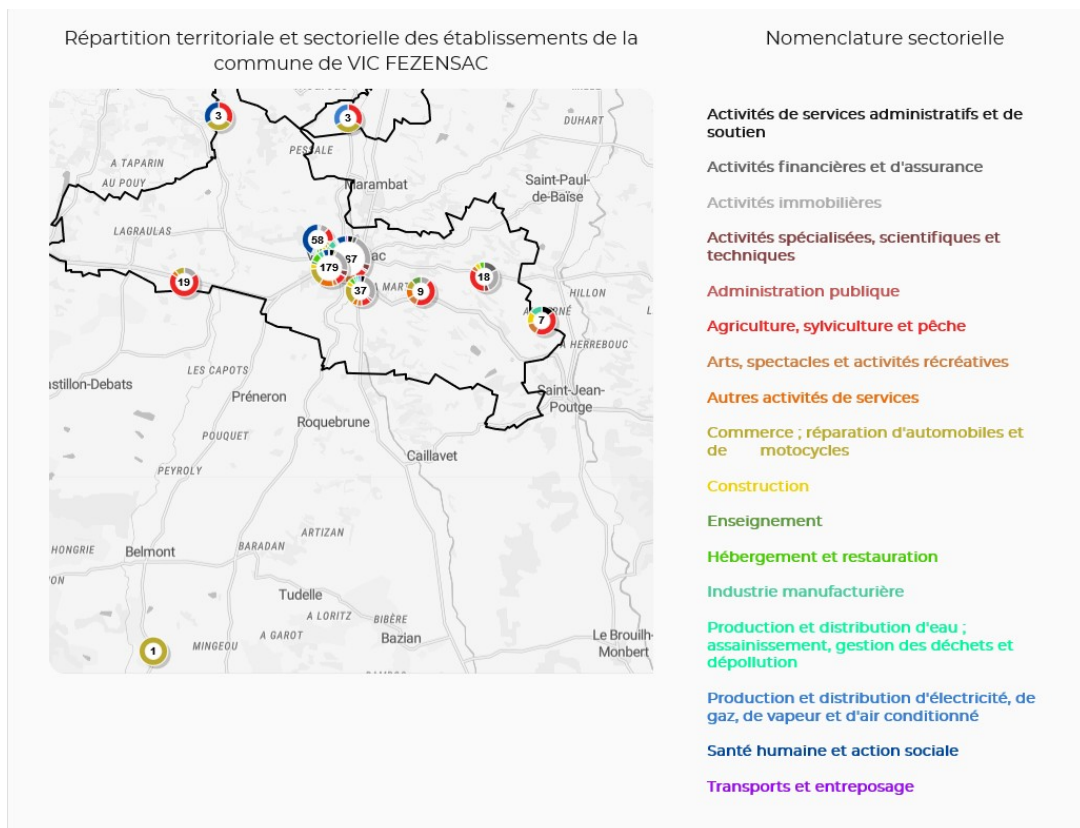 Répartition territoriale et sectorielle des établissements de la
commune de VIC FEZENSAC
3
3
DUHART
PESSALE
A TAPARIN
AU POUY
Marambat
Saint-Paul-
de-Baïse
LAGRAULAS
58
67
ac
179
19
37
A MART
9
18
HILLON
7
A HERREBOUC
LES CAPOTS
astillon-Debats
Préneron
Saint-Jean-
Poutge
Roquebrune
POUQUET
Caillavet
PEYROLY
ARTIZAN
HONGRIE
Belmont
BARADAN
ION
Tudelle
A LORITZ
BIBÈRE
A GAROT
Bazian
MINGEOU
1
Le Brouilh-
Monbert
Nomenclature sectorielle
Activités de services administratifs et de
soutien
Activités financières et d'assurance
Activités immobilières
Activités spécialisées, scientifiques et
techniques
Administration publique
Agriculture, sylviculture et pêche
Arts, spectacles et activités récréatives
Autres activités de services
Commerce ; réparation d'automobiles et
de motocycles
Construction
Enseignement
Hébergement et restauration
Industrie manufacturière
Production et distribution d'eau ;
assainissement, gestion des déchets et
dépollution
Production et distribution d'électricité, de
gaz, de vapeur et d'air conditionné
Santé humaine et action sociale
Transports et entreposage